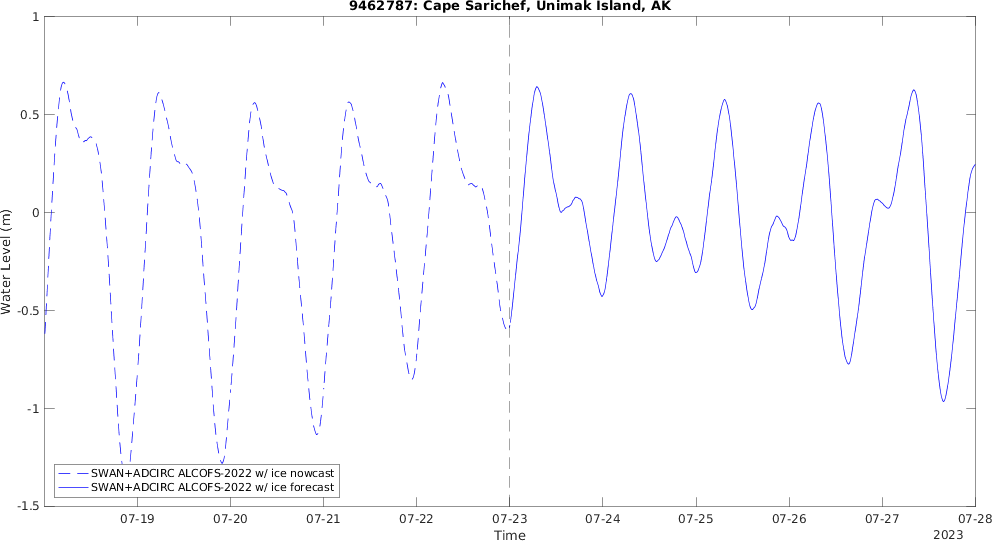 9462787: Cape Sarichef, Unimak Island, AK
1
0.5
0
-0.5
-1
-1.5
Water Level (m)
SWAN+ADCIRC ALCOFS-2022 w/ ice nowcast
SWAN+ADCIRC ALCOFS-2022 w/ ice forecast
07-19 07-20 07-21 07-22 07-23 07-24 07-25 07-26 07-27 07-28
Time
2023